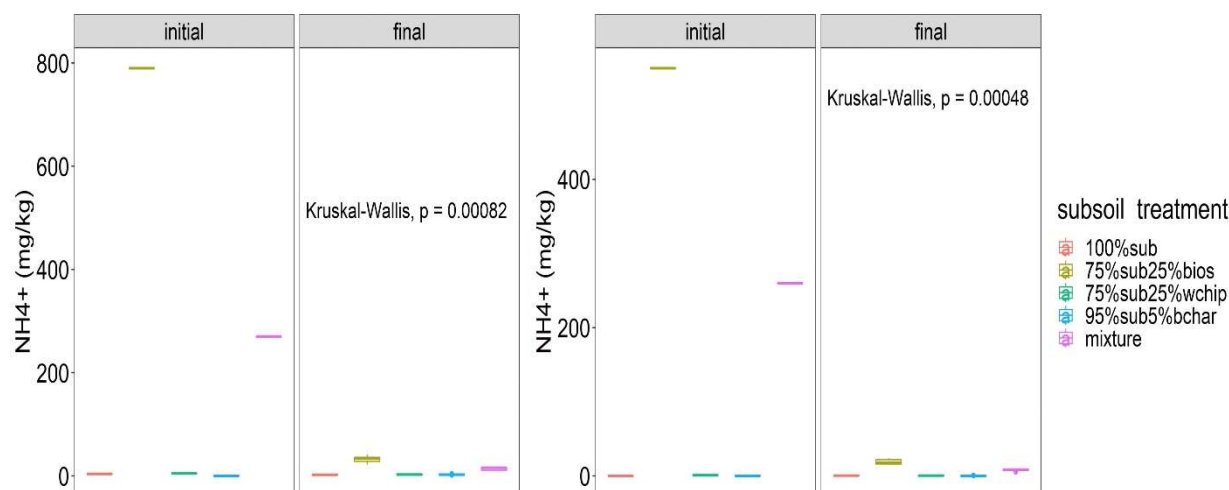 initial
final
800
600
400
200
0
NH4+ (mg/kg)
Kruskal-Wallis, p = 0.00082
initial
final
400
200
0
NH4+ (mg/kg)
Kruskal-Wallis, p = 0.00048
subsoil treatment
a 100%sub
a 75%sub25%bios
a 75%sub25%wchip
a 95%sub5%bchar
a mixture